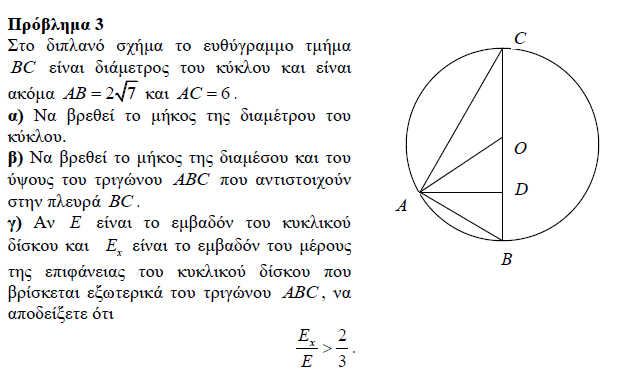 Πρόβλημα 3
Στο διπλανό σχήμα το ευθύγραμμο τμήμα
BC είναι διάμετρος του κύκλου και είναι
ακόμα AB = 2√7 και AC = 6 .
α) Να βρεθεί το μήκος της διαμέτρου του
κύκλου.
β) Να βρεθεί το μήκος της διαμέσου και του
ύψους του τριγώνου ABC που αντιστοιχούν
στην πλευρά BC .
γ) Αν E είναι το εμβαδόν του κυκλικού
δίσκου και Eₓ είναι το εμβαδόν του μέρους
της επιφάνειας του κυκλικού δίσκου που
βρίσκεται εξωτερικά του τριγώνου ABC , να
αποδείξετε ότι
Eₓ/E > 2/3 .
C
O
D
A
B